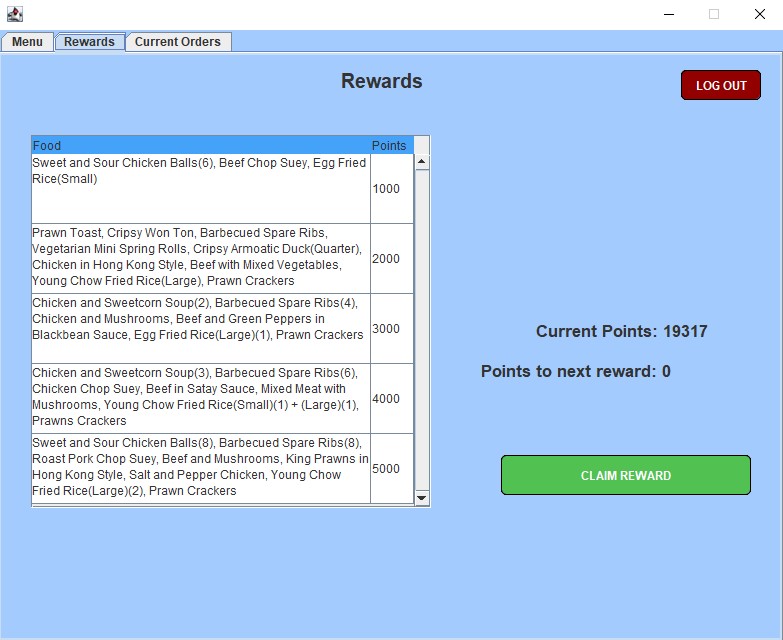 Menu Rewards Current Orders
Rewards
LOG OUT
Food Points
Sweet and Sour Chicken Balls(6), Beef Chop Suey, Egg Fried
Rice(Small)
1000
Prawn Toast, Cripsy Won Ton, Barbecued Spare Ribs,
Vegetarian Mini Spring Rolls, Cripsy Armoatic Duck(Quarter),
Chicken in Hong Kong Style, Beef with Mixed Vegetables,
Young Chow Fried Rice(Large), Prawn Crackers
2000
Chicken and Sweetcorn Soup(2), Barbecued Spare Ribs(4),
Chicken and Mushrooms, Beef and Green Peppers in
Blackbean Sauce, Egg Fried Rice(Large)(1), Prawn Crackers
3000
Chicken and Sweetcorn Soup(3), Barbecued Spare Ribs(6),
Chicken Chop Suey, Beef in Satay Sauce, Mixed Meat with
Mushrooms, Young Chow Fried Rice(Small)(1) + (Large)(1),
Prawns Crackers
4000
Sweet and Sour Chicken Balls(8), Barbecued Spare Ribs(8),
Roast Pork Chop Suey, Beef and Mushrooms, King Prawns in
Hong Kong Style, Salt and Pepper Chicken, Young Chow
Fried Rice(Large)(2), Prawn Crackers
5000
Current Points: 19317
Points to next reward: 0
CLAIM REWARD